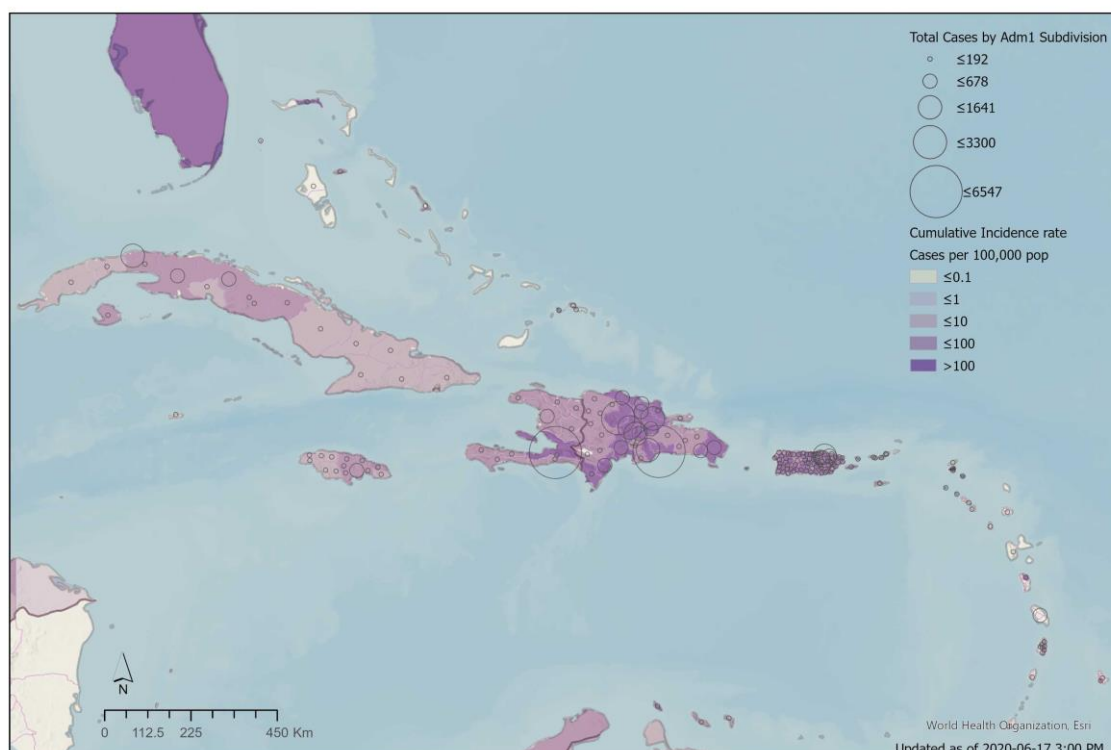 Total Cases by Adm1 Subdivision
≤192
≤678
≤1641
≤3300
≤6547
Cumulative Incidence rate
Cases per 100,000 pop
≤0.1
≤1
≤10
≤100
>100
N
0 112.5 225 450 Km
World Health Organization, Esri
Updated as of 2020-06-17 3:00 PM